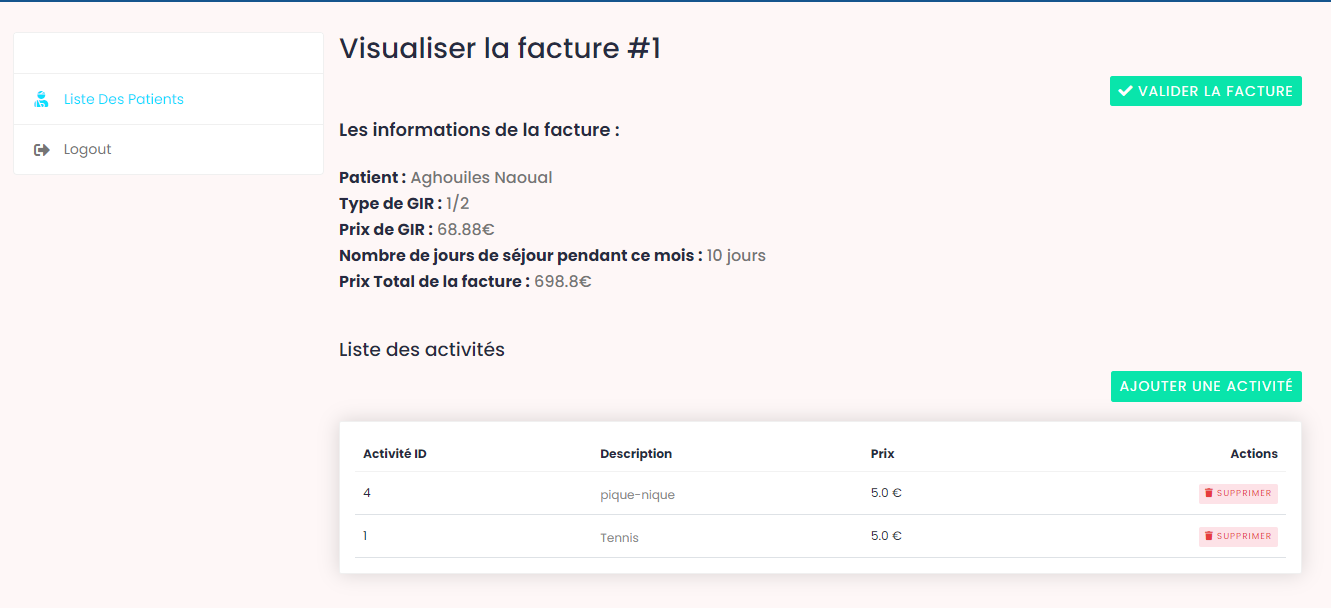 Visualiser la facture #1
Liste Des Patients
Logout
VALIDER LA FACTURE
Les informations de la facture :
Patient : Aghouiles Naoual
Type de GIR : 1/2
Prix de GIR : 68.88€
Nombre de jours de séjour pendant ce mois : 10 jours
Prix Total de la facture : 698.8€
Liste des activités
AJOUTER UNE ACTIVITÉ
Activité ID Description Prix Actions
4 pique-nique 5.0 € SUPPRIMER
1 Tennis 5.0 € SUPPRIMER